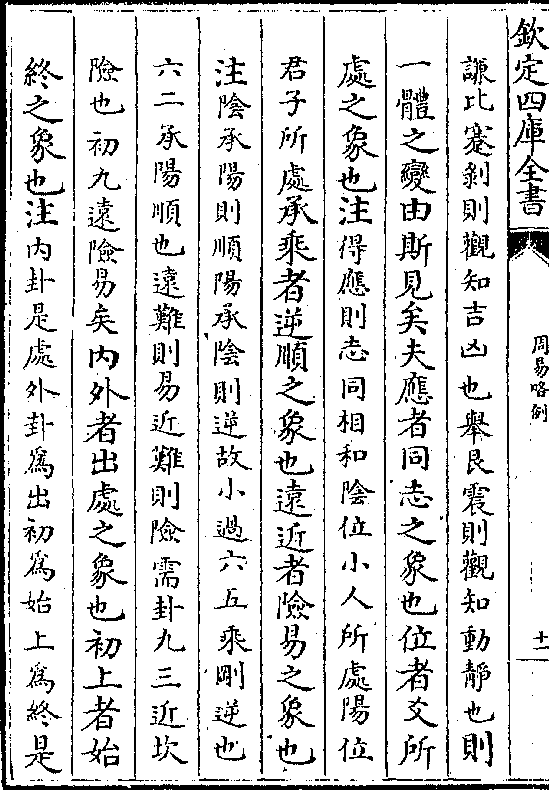 欽定四庫全書
周易略例
十一
謙比蹇剥則觀知吉凶也舉艮震則觀知動靜也則
一體之變由斯見矣夫應者同志之象也位者爻所
處之象也注得應則志同相和陰位小人所處陽位
君子所處承乘者逆順之象也遠近者險易之象也
注陰承陽則順陽承陰則逆故小過六五乘剛逆也
六二承陽順也遠難則易近難則險需卦九三近坎
險也初九遠險易矣内外者出處之象也初上者始
終之象也注内卦是處外卦為出初為始上為終是